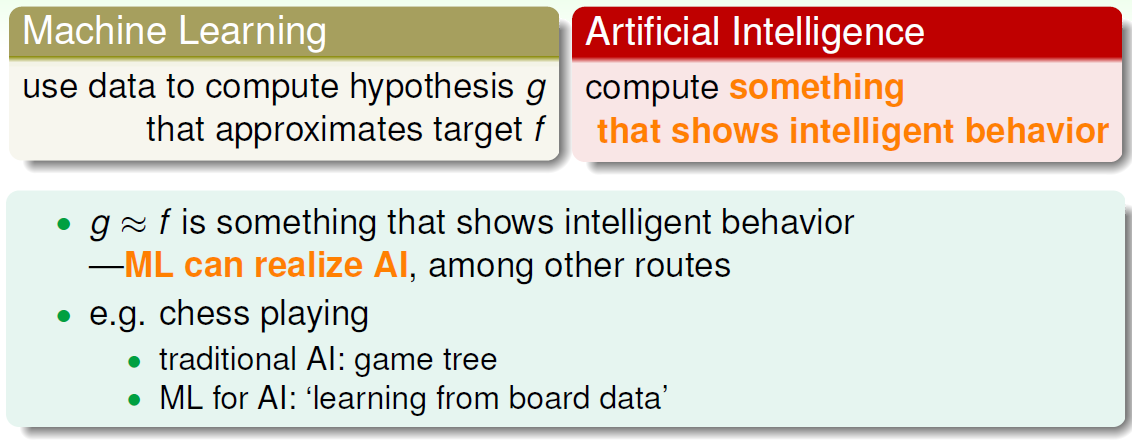 Machine Learning
use data to compute hypothesis g
that approximates target f
Artificial Intelligence
compute something
that shows intelligent behavior
• g ≈ f is something that shows intelligent behavior
—ML can realize AI, among other routes
• e.g. chess playing
• traditional AI: game tree
• ML for AI: ‘learning from board data’